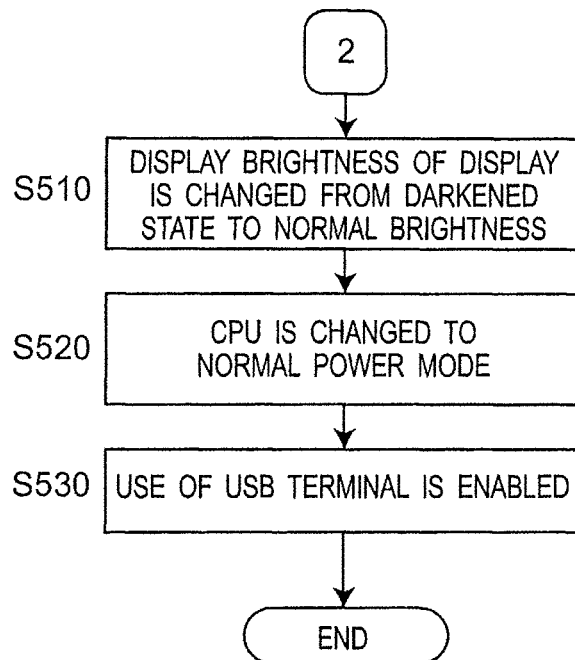 2
S510
DISPLAY BRIGHTNESS OF DISPLAY
IS CHANGED FROM DARKENED
STATE TO NORMAL BRIGHTNESS
S520
CPU IS CHANGED TO
NORMAL POWER MODE
S530
USE OF USB TERMINAL IS ENABLED
END